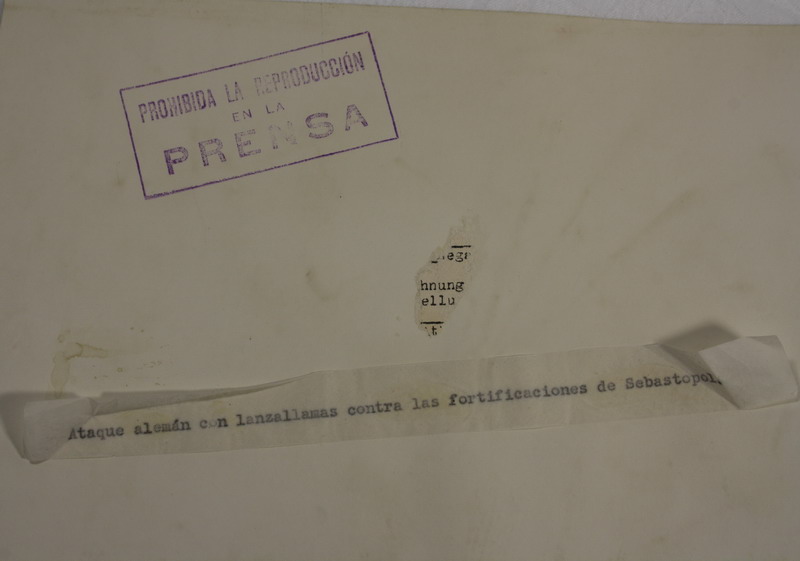 PROHIBIDA LA REPRODUCCIÓN
EN LA
PRENSA
hnung
ellu
Ataque alemán con lanzallamas contra las fortificaciones de Sebastopol.